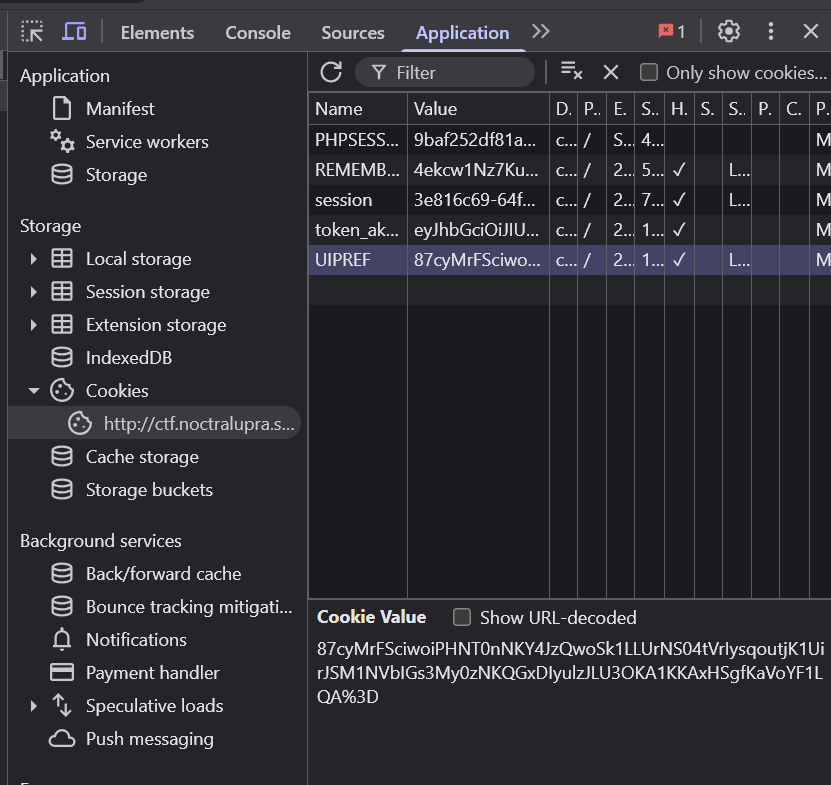 Elements Console Sources Application 1
Application
Manifest
Service workers
Storage
Storage
Local storage
Session storage
Extension storage
IndexedDB
Cookies
http://ctf.noctralupra.s...
Cache storage
Storage buckets
Background services
Back/forward cache
Bounce tracking mitigati...
Notifications
Payment handler
Speculative loads
Push messaging
Filter Only show cookies...
Name Value D. P.. E. S.. H. S. S.. P. C. P.
PHPSESS... 9baf252df81a... c... / S.. 4... M
REMEMB... 4ekcw1Nz7Ku... c... / 2.. 5... ✓ L... M
session 3e816c69-64f... c... / 2.. 7... ✓ L... M
token_ak... eyJhbGciOiJIU... c... / 2.. 1... ✓ M
UIPREF 87cyMrFSciwo... c... / 2.. 1... ✓ L... M
Cookie Value Show URL-decoded
87cyMrFSciwoiPHNT0nNKY4JzQwoSk1LLUrNS04tVrIysqoutjK1Ui
rJSM1NVbIGs3My0zNKQGxDIyulzJLU3OKA1KKAxHSgfKaVoYF1L
QA%3D